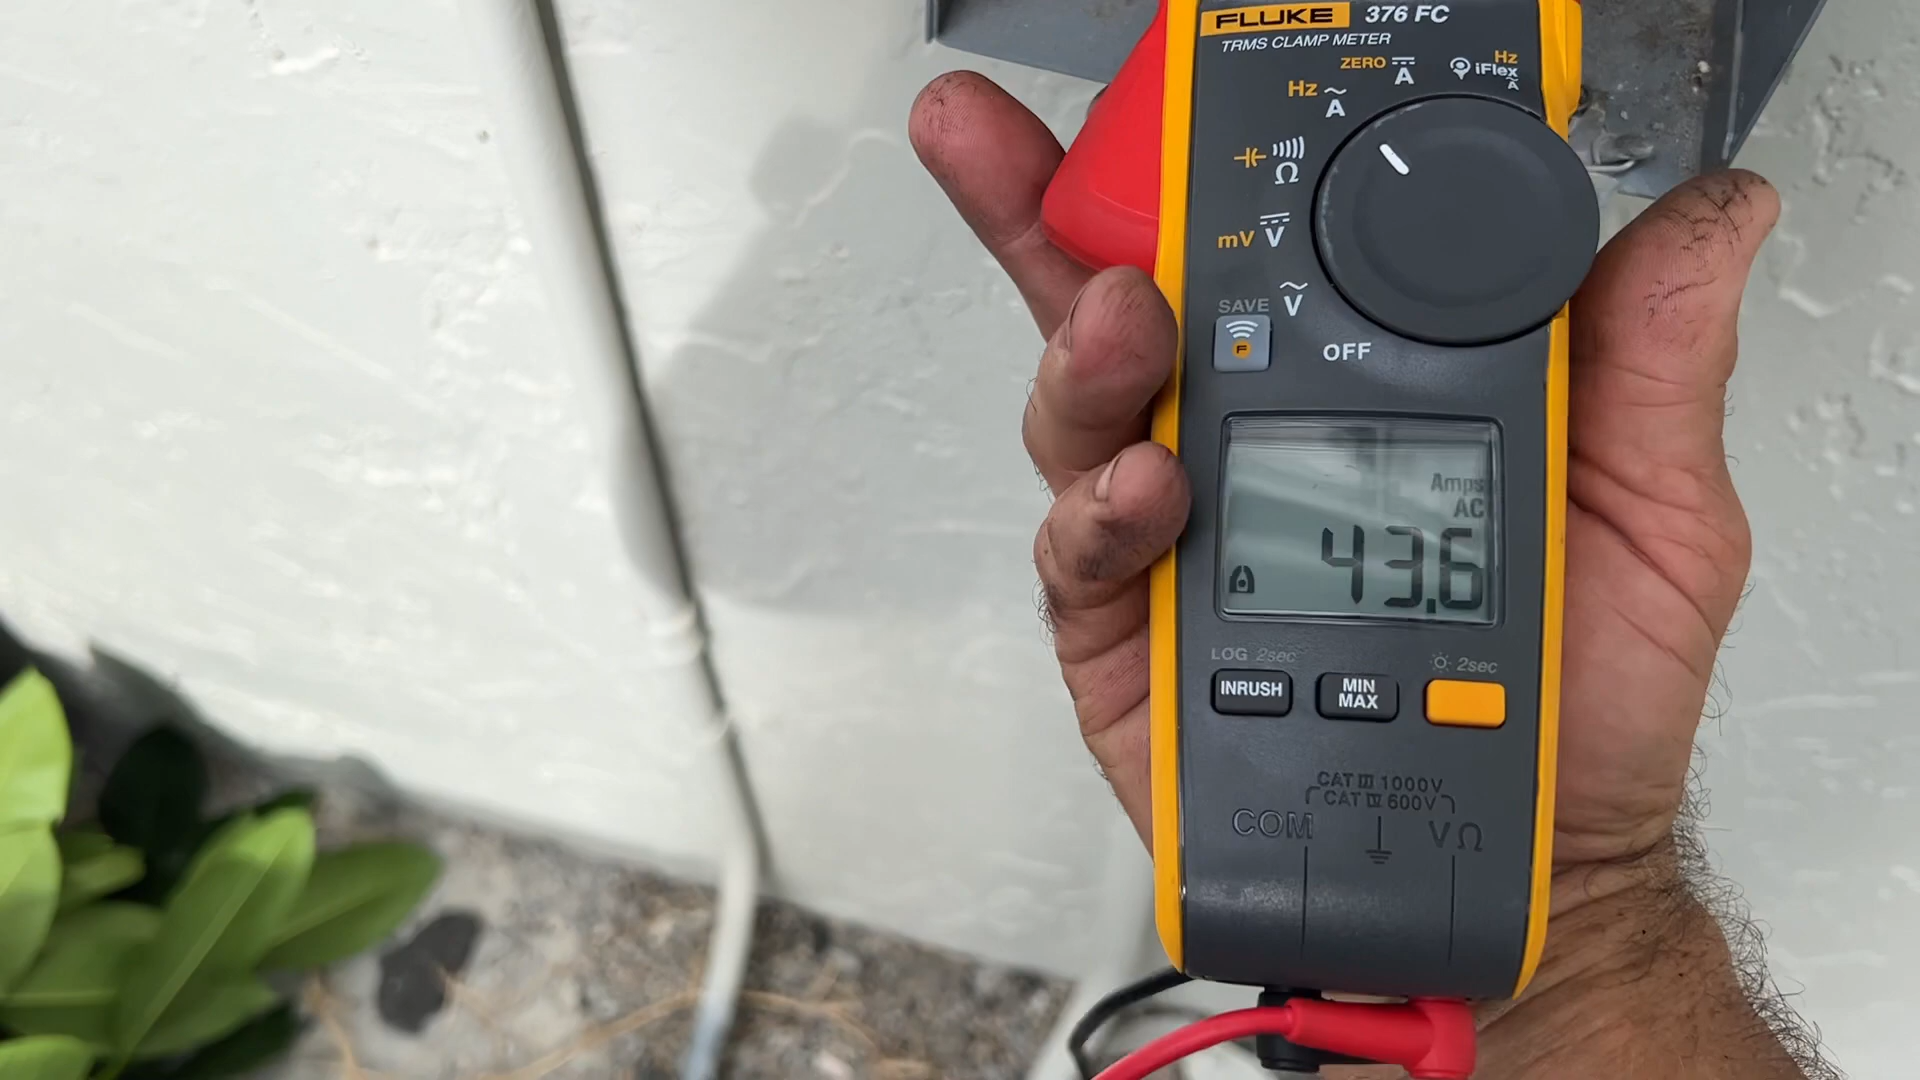 FLUKE 376 FC
TRMS CLAMP METER
ZERO A
Hz
iFlex
A
Hz A
Ω
mV V
V
SAVE
F
OFF
Amps
AC
43.6
LOG 2sec
2sec
INRUSH
MIN
MAX
CAT III 1000V
CAT IV 600V
COM
VΩ